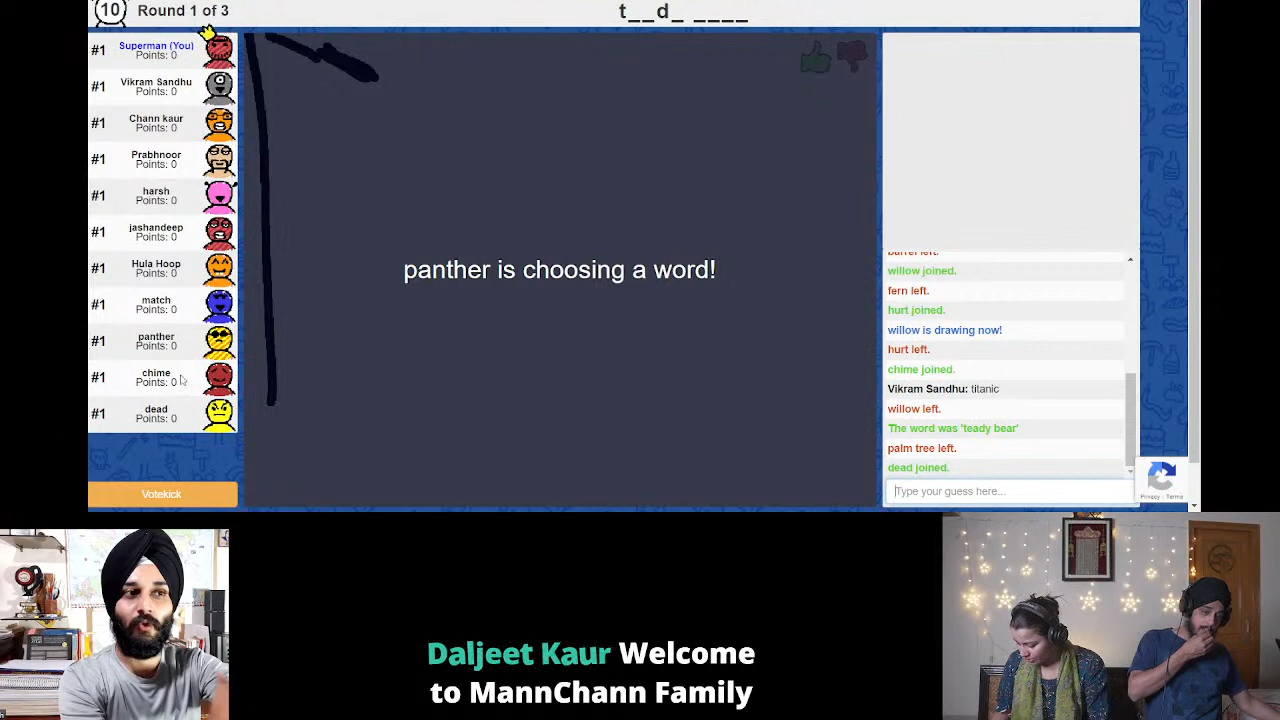 10 Round 1 of 3 t__d_ ____
#1 Superman (You)
Points: 0
#1 Vikram Sandhu
Points: 0
#1 Chann kaur
Points: 0
#1 Prabhnoor
Points: 0
#1 harsh
Points: 0
#1 jashandeep
Points: 0
#1 Hula Hoop
Points: 0
#1 match
Points: 0
#1 panther
Points: 0
#1 chime
Points: 0
#1 dead
Points: 0
Votekick
panther is choosing a word!
barrel left.
willow joined.
fern left.
hurt joined.
willow is drawing now!
hurt left.
chime joined.
Vikram Sandhu: titanic
willow left.
The word was 'teady bear'
palm tree left.
dead joined.
Type your guess here...
Privacy - Terms
Daljeet Kaur Welcome
to MannChann Family